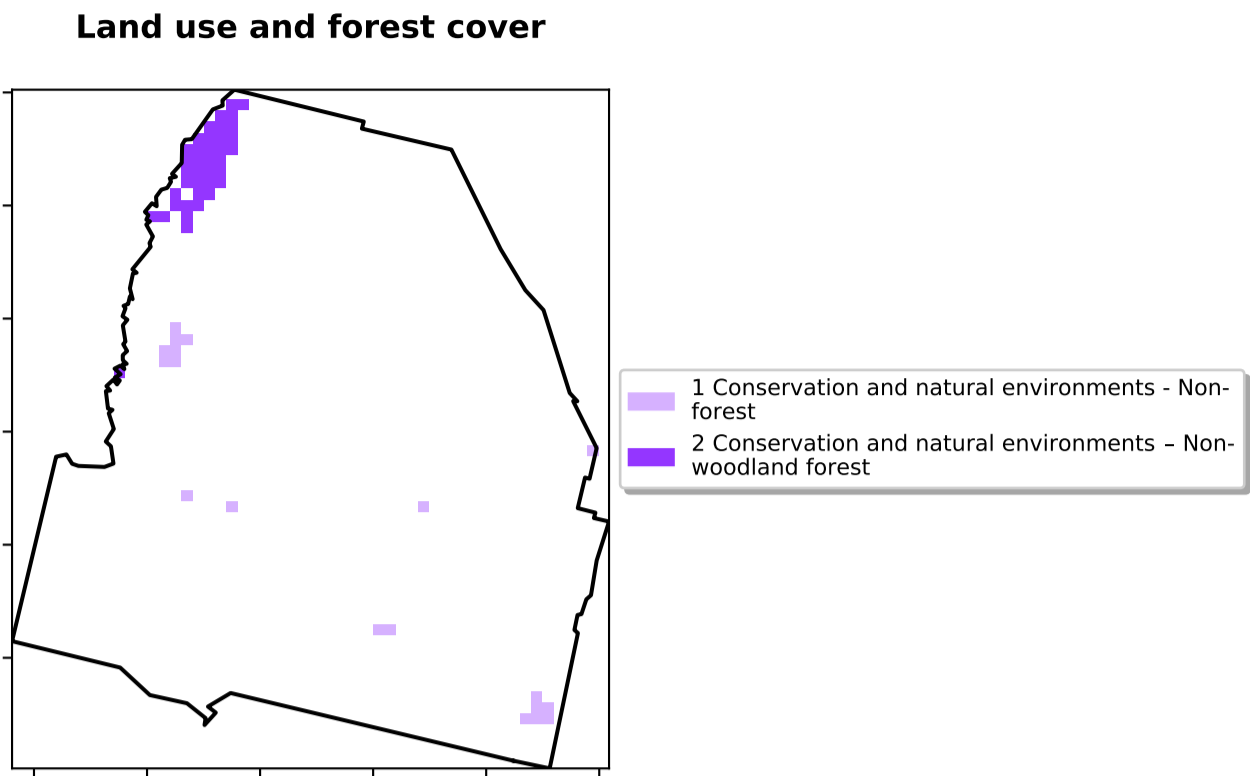 Land use and forest cover
1 Conservation and natural environments - Non-
forest
2 Conservation and natural environments – Non-
woodland forest